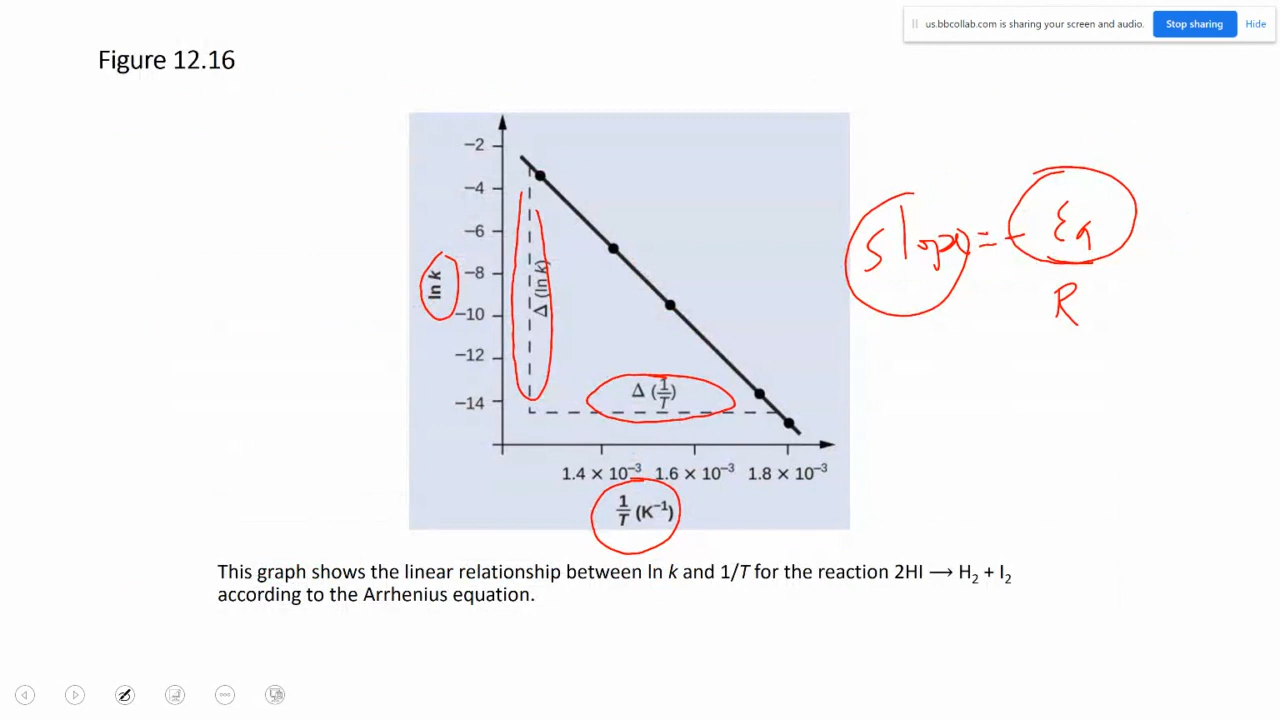 us.bbcollab.com is sharing your screen and audio. Stop sharing Hide
Figure 12.16
−2
−4
−6
−8
−10
−12
−14
ln k
Δ (ln k)
Δ (1/T)
1.4 × 10⁻³ 1.6 × 10⁻³ 1.8 × 10⁻³
1/T (K⁻¹)
slope = - Ea
R
This graph shows the linear relationship between ln k and 1/T for the reaction 2HI ⟶ H₂ + I₂
according to the Arrhenius equation.